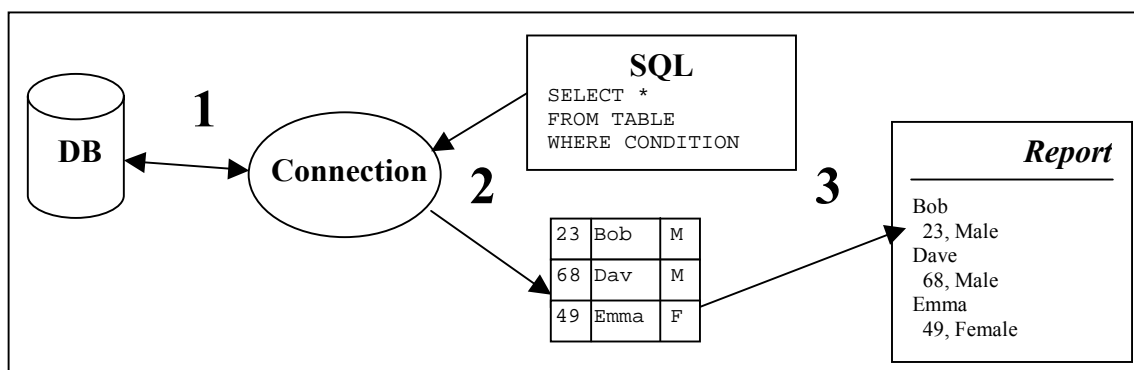 DB
1
Connection
SQL
SELECT *
FROM TABLE
WHERE CONDITION
2
23 Bob M
68 Dav M
49 Emma F
3
Report
Bob
23, Male
Dave
68, Male
Emma
49, Female